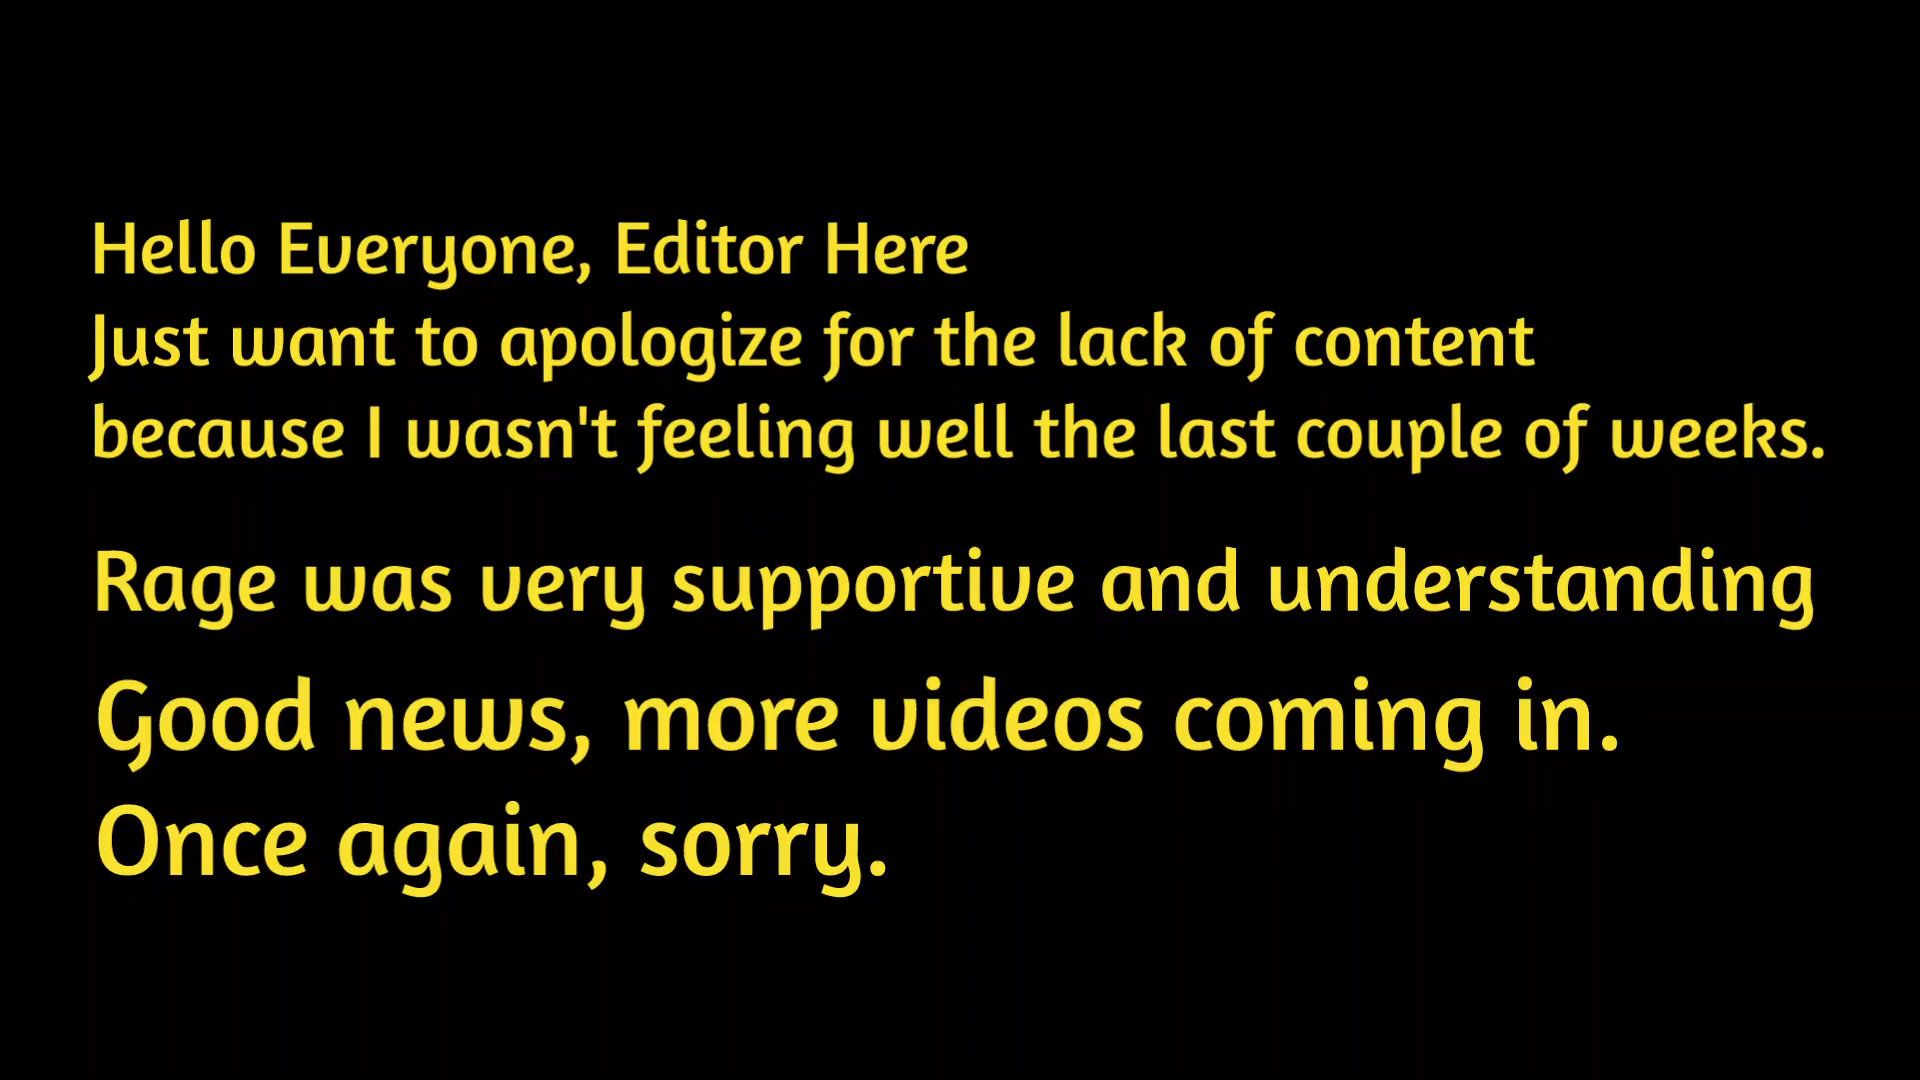 Hello Everyone, Editor Here
Just want to apologize for the lack of content
because I wasn't feeling well the last couple of weeks.
Rage was very supportive and understanding
Good news, more videos coming in.
Once again, sorry.